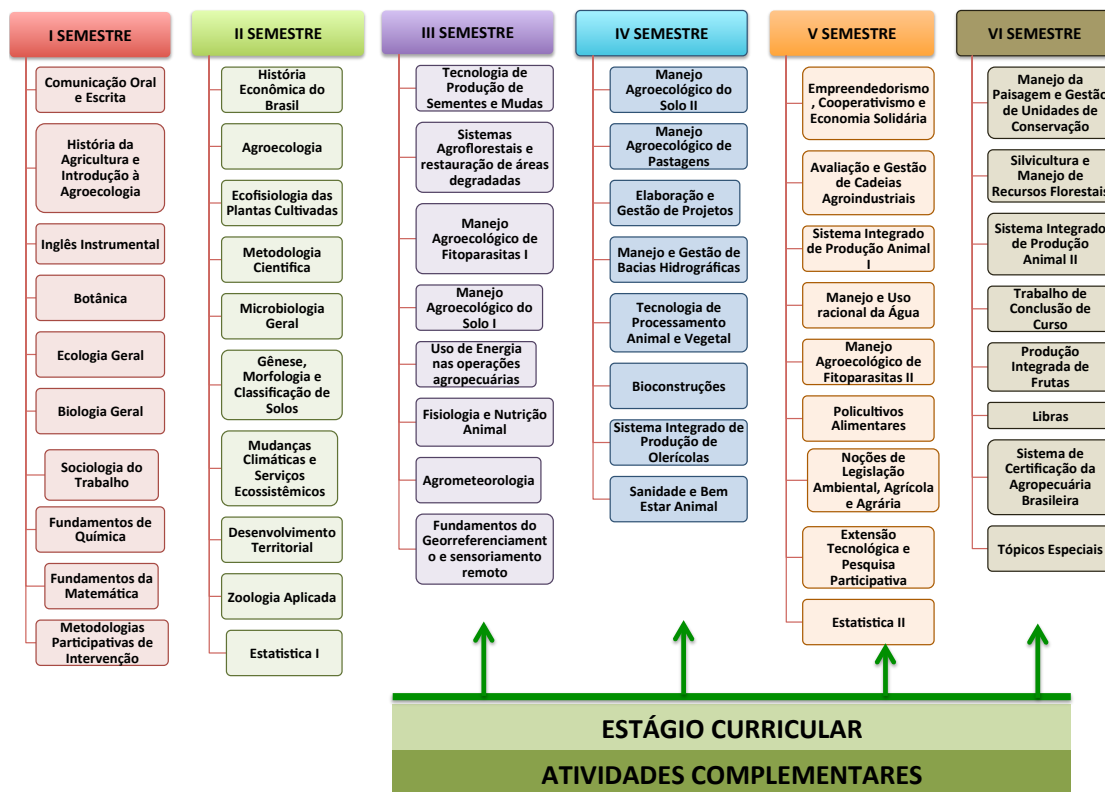 I SEMESTRE
Comunicação Oral
e Escrita
História da
Agricultura e
Introdução à
Agroecologia
Inglês Instrumental
Botânica
Ecologia Geral
Biologia Geral
Sociologia do
Trabalho
Fundamentos de
Química
Fundamentos da
Matemática
Metodologias
Participativas de
Intervenção
II SEMESTRE
História
Econômica do
Brasil
Agroecologia
Ecofisiologia das
Plantas Cultivadas
Metodologia
Científica
Microbiologia
Geral
Gênese,
Morfologia e
Classificação de
Solos
Mudanças
Climáticas e
Serviços
Ecossistêmicos
Desenvolvimento
Territorial
Zoologia Aplicada
Estatística I
III SEMESTRE
Tecnologia de
Produção de
Sementes e Mudas
Sistemas
Agroflorestais e
restauração de áreas
degradadas
Manejo
Agroecológico de
Fitoparasitas I
Manejo
Agroecológico do
Solo I
Uso de Energia
nas operações
agropecuárias
Fisiologia e Nutrição
Animal
Agrometeorologia
Fundamentos do
Georreferenciament
o e sensoriamento
remoto
IV SEMESTRE
Manejo
Agroecológico do
Solo II
Manejo
Agroecológico de
Pastagens
Elaboração e
Gestão de Projetos
Manejo e Gestão de
Bacias Hidrográficas
Tecnologia de
Processamento
Animal e Vegetal
Bioconstruções
Sistema Integrado de
Produção de
Olerícolas
Sanidade e Bem
Estar Animal
V SEMESTRE
Empreendedorismo
, Cooperativismo e
Economia Solidária
Avaliação e Gestão
de Cadeias
Agroindustriais
Sistema Integrado
de Produção Animal
I
Manejo e Uso
racional da Água
Manejo
Agroecológico de
Fitoparasitas II
Policultivos
Alimentares
Noções de
Legislação
Ambiental, Agrícola
e Agrária
Extensão
Tecnológica e
Pesquisa
Participativa
Estatística II
VI SEMESTRE
Manejo da
Paisagem e Gestão
de Unidades de
Conservação
Silvicultura e
Manejo de
Recursos Florestais
Sistema Integrado
de Produção
Animal II
Trabalho de
Conclusão de
Curso
Produção
Integrada de
Frutas
Libras
Sistema de
Certificação da
Agropecuária
Brasileira
Tópicos Especiais
ESTÁGIO CURRICULAR
ATIVIDADES COMPLEMENTARES